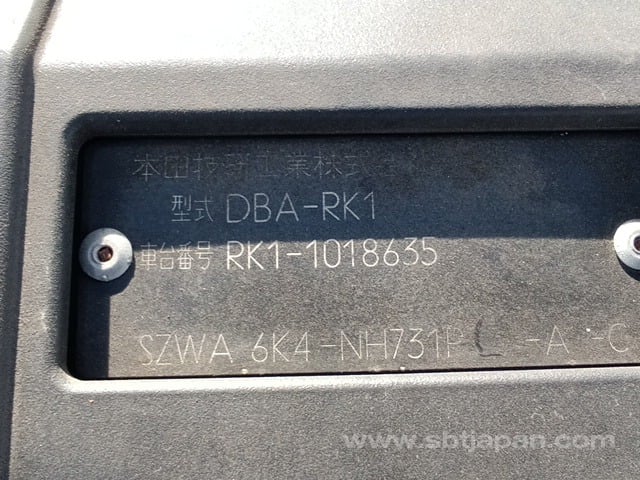 本田技研工業株式会社
型式 DBA-RK1
車台番号 RK1-1018635
SZWA 6K4-NH731P -A -C
www.sbtjapan.com